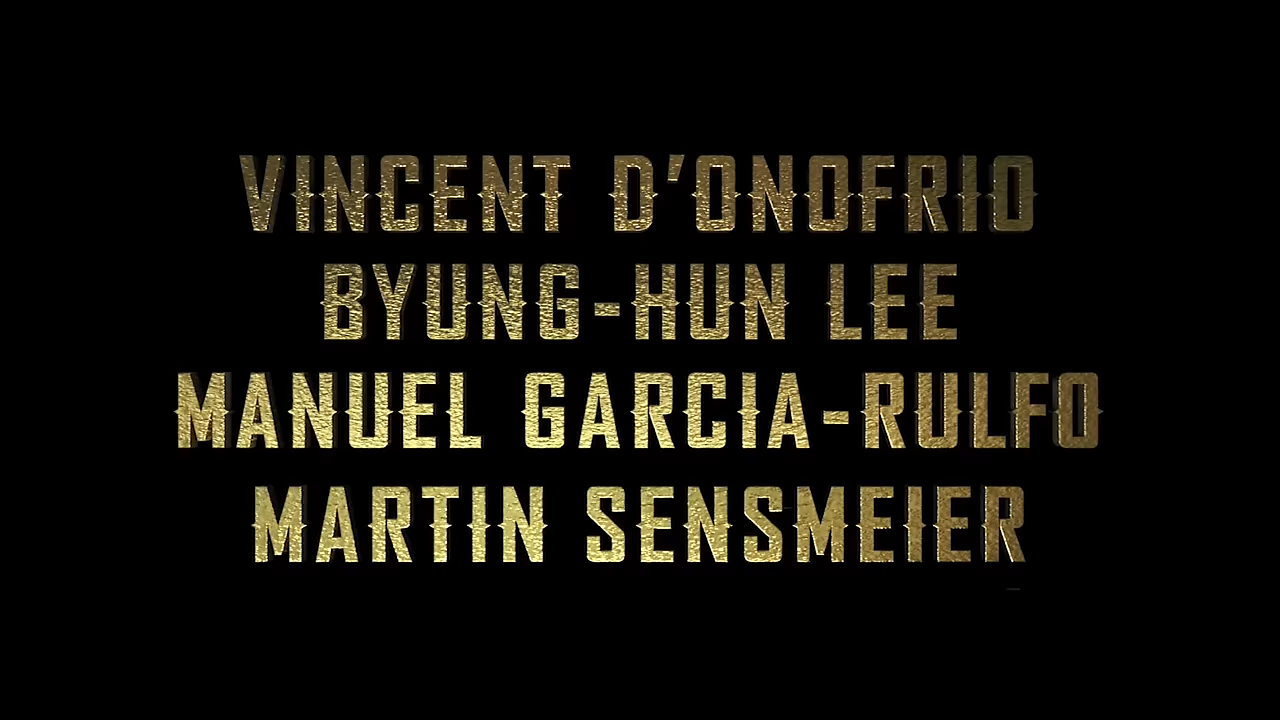 VINCENT D'ONOFRIO
BYUNG-HUN LEE
MANUEL GARCIA-RULFO
MARTIN SENSMEIER